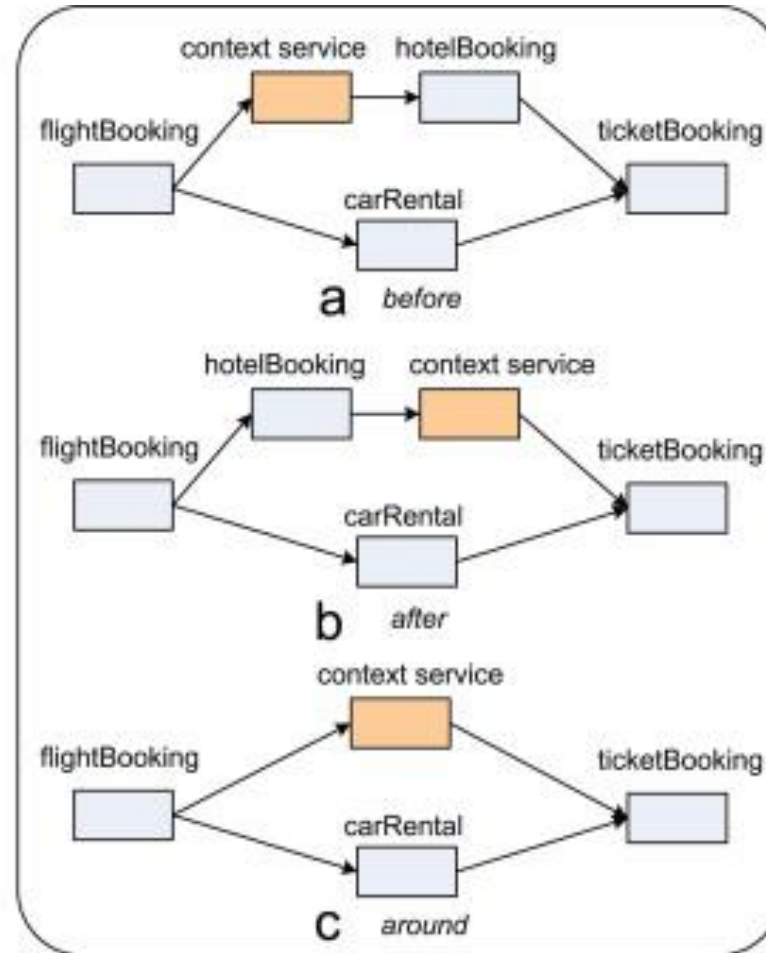 context service hotelBooking
flightBooking ticketBooking
carRental
a before
hotelBooking context service
flightBooking ticketBooking
carRental
b after
context service
flightBooking ticketBooking
carRental
c around